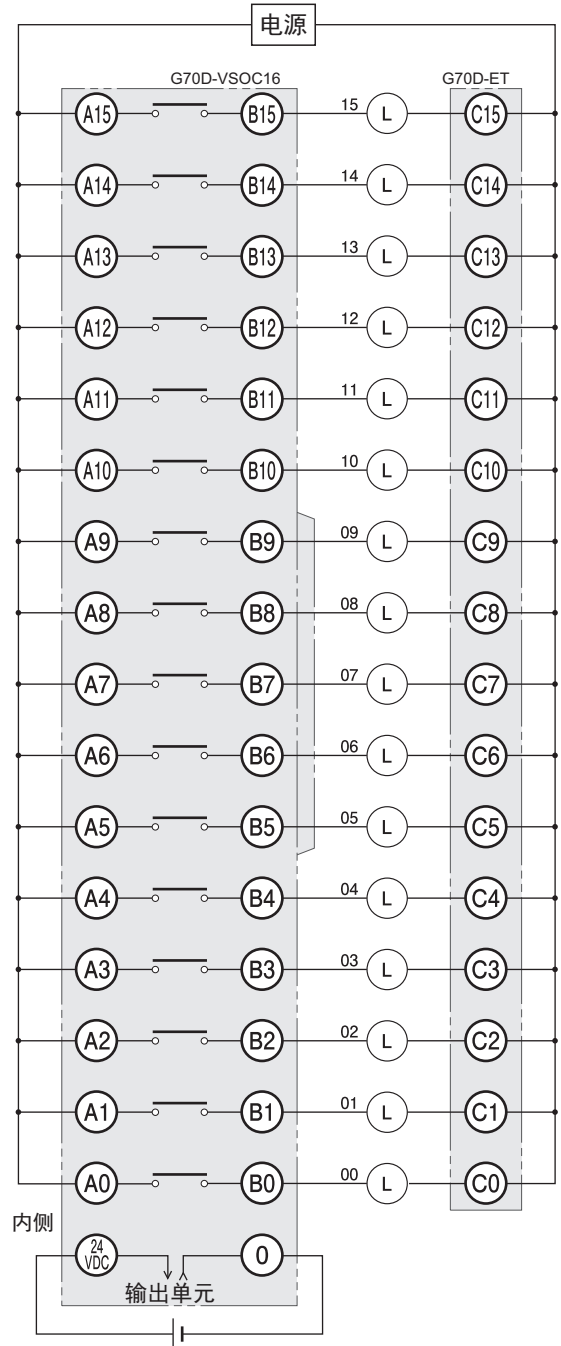 电源
G70D-VSOC16 G70D-ET
A15 B15 15 L C15
A14 B14 14 L C14
A13 B13 13 L C13
A12 B12 12 L C12
A11 B11 11 L C11
A10 B10 10 L C10
A9 B9 09 L C9
A8 B8 08 L C8
A7 B7 07 L C7
A6 B6 06 L C6
A5 B5 05 L C5
A4 B4 04 L C4
A3 B3 03 L C3
A2 B2 02 L C2
A1 B1 01 L C1
A0 B0 00 L C0
内侧
24 VDC 0
输出单元